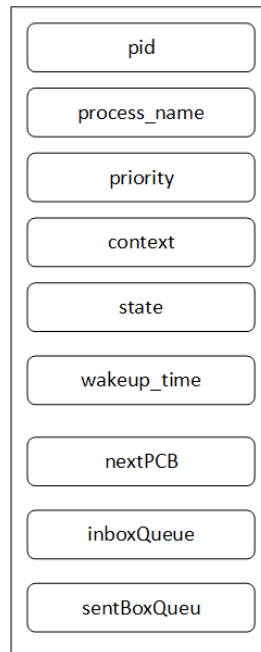 pid
process_name
priority
context
state
wakeup_time
nextPCB
inboxQueue
sentBoxQueu